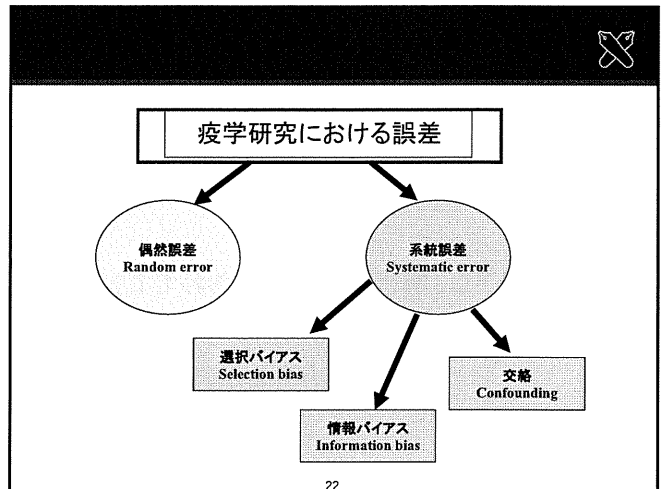 疫学研究における誤差
偶然誤差
Random error
系統誤差
Systematic error
選択バイアス
Selection bias
交絡
Confounding
情報バイアス
Information bias
22